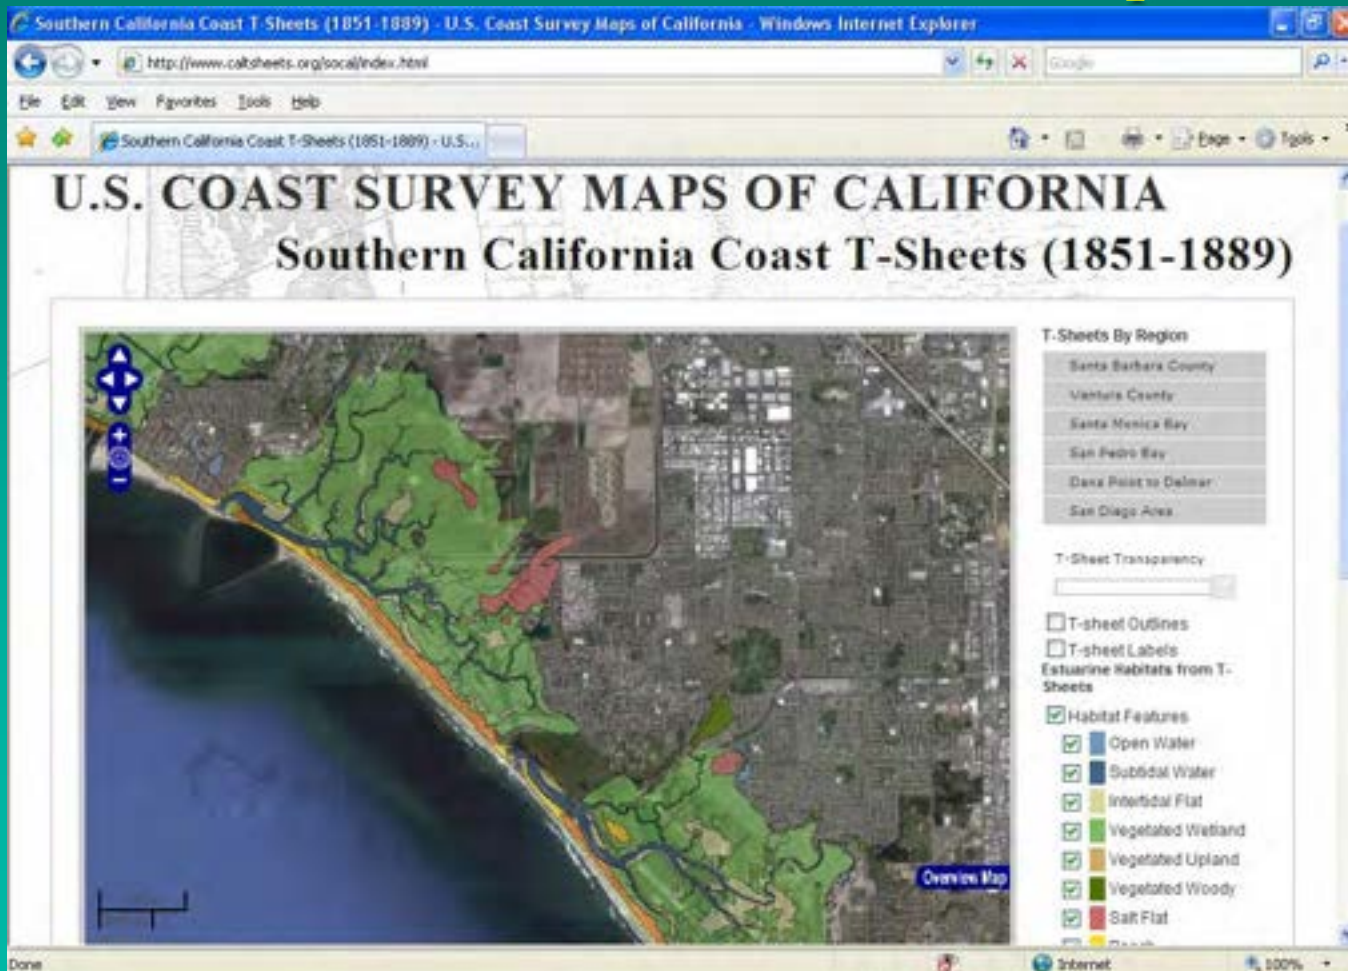 Southern California Coast T-Sheets (1851-1889) - U.S. Coast Survey Maps of California - Windows Internet Explorer
http://www.caltsheets.org/socal/index.html
Google
File Edit View Favorites Tools Help
Southern California Coast T-Sheets (1851-1889) - U.S...
Page Tools
U.S. COAST SURVEY MAPS OF CALIFORNIA
Southern California Coast T-Sheets (1851-1889)
T-Sheets By Region
Santa Barbara County
Ventura County
Santa Monica Bay
San Pedro Bay
Dana Point to Delmar
San Diego Area
T-Sheet Transparency
T-sheet Outlines
T-sheet Labels
Estuarine Habitats from T-
Sheets
Habitat Features
Open Water
Subtidal Water
Intertidal Flat
Vegetated Wetland
Vegetated Upland
Vegetated Woody
Salt Flat
Overview Map
Done
Internet
100%